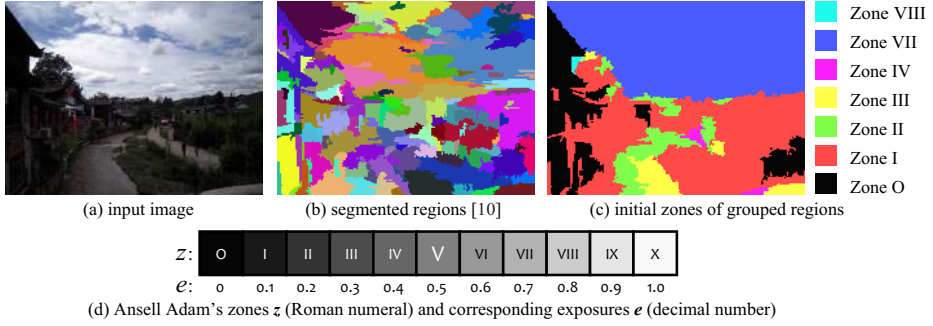 Zone VIII
Zone VII
Zone IV
Zone III
Zone II
Zone I
Zone O
(a) input image
(b) segmented regions [10]
(c) initial zones of grouped regions
z: O I II III IV V VI VII VIII IX X
e: 0 0.1 0.2 0.3 0.4 0.5 0.6 0.7 0.8 0.9 1.0
(d) Ansell Adam's zones z (Roman numeral) and corresponding exposures e (decimal number)